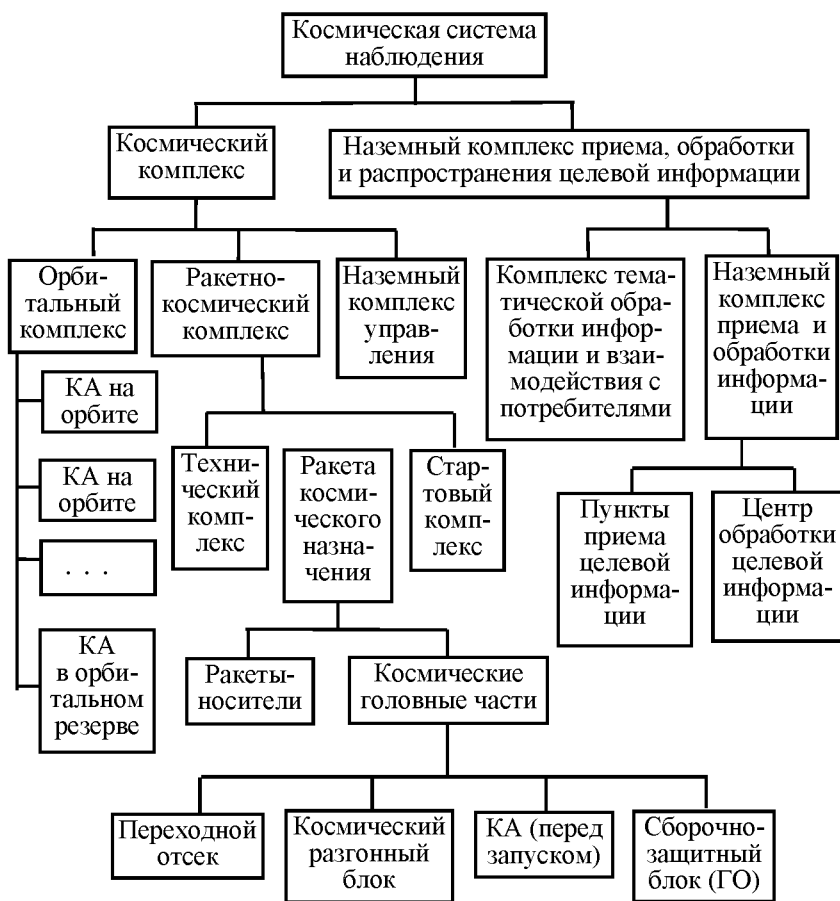 Космическая система
наблюдения
Космический
комплекс
Наземный комплекс приема, обработки
и распространения целевой информации
Орби-
тальный
комплекс
Ракетно-
космический
комплекс
Наземный
комплекс
управ-
ления
Комплекс тема-
тической обра-
ботки инфор-
мации и взаи-
модействия с
потребителями
Наземный
комплекс
приема и
обработки
информа-
ции
КА на
орбите
КА на
орбите
. . .
КА
в орби-
тальном
резерве
Техни-
ческий
комп-
лекс
Ракета
косми-
ческого
назна-
чения
Стар-
товый
комп-
лекс
Пункты
приема
целевой
информа-
ции
Центр
обработки
целевой
информа-
ции
Ракеты-
носители
Космические
головные части
Переходной
отсек
Космический
разгонный
блок
КА (перед
запуском)
Сборочно-
защитный
блок (ГО)